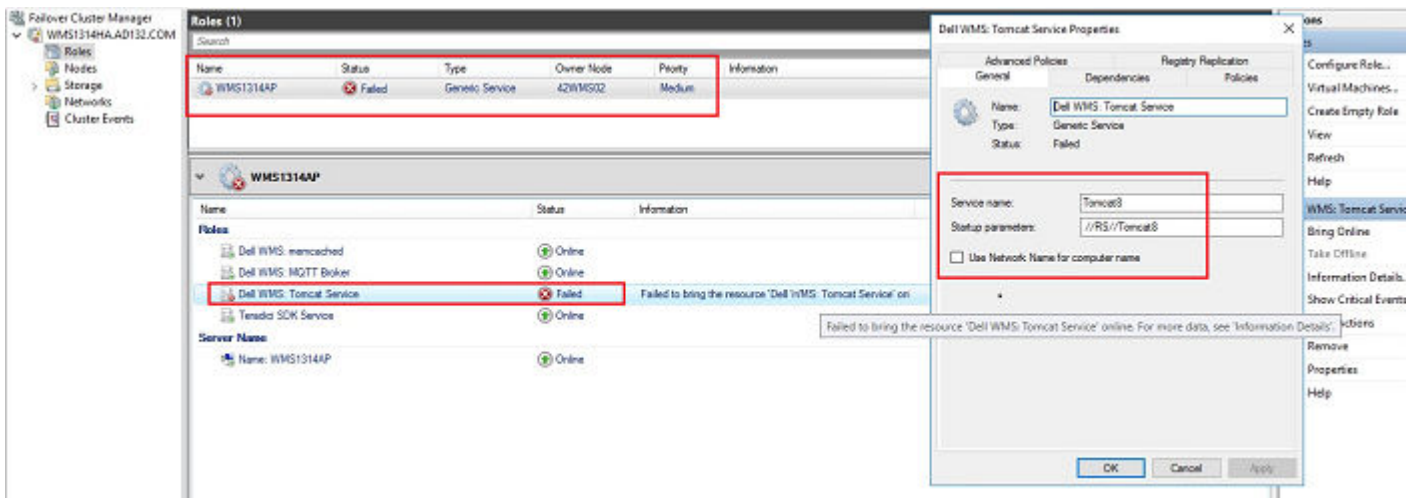 Failover Cluster Manager
WMS1314HA.AD132.COM
Roles
Nodes
Storage
Networks
Cluster Events
Roles (1)
Search
Name Status Type Owner Node Priority Information
WMS1314AP Failed Generic Service 42WMS02 Medium
WMS1314AP
Name Status Information
Roles
Dell WMS: memcached Online
Dell WMS: MQTT Broker Online
Dell WMS: Tomcat Service Failed Failed to bring the resource 'Dell WMS: Tomcat Service' on
Teradici SDK Service Online
Server Name
Name: WMS1314AP Online
Dell WMS: Tomcat Service Properties
Advanced Policies Registry Replication
General Dependencies Policies
Name: Dell WMS: Tomcat Service
Type: Generic Service
Status: Failed
Service name: Tomcat8
Startup parameters: //RS//Tomcat8
Use Network Name for computer name
Failed to bring the resource 'Dell WMS: Tomcat Service' online. For more data, see 'Information Details'.
OK Cancel Apply
ons
Configure Role...
Virtual Machines...
Create Empty Role
View
Refresh
Help
WMS: Tomcat Servic
Bring Online
Take Offline
Information Details.
Show Critical Events
Actions
Remove
Properties
Help